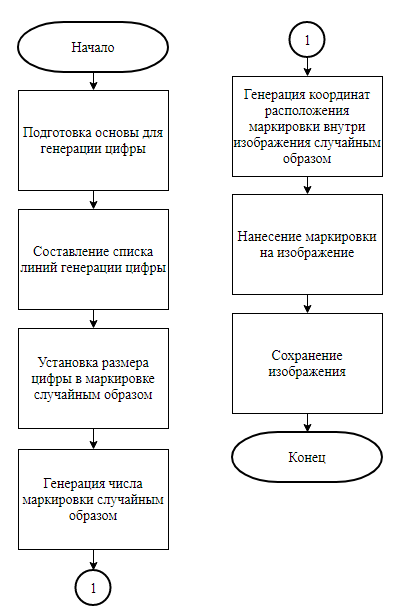 Начало
Подготовка основы для
генерации цифры
Составление списка
линий генерации цифры
Установка размера
цифры в маркировке
случайным образом
Генерация числа
маркировки случайным
образом
1
1
Генерация координат
расположения
маркировки внутри
изображения случайным
образом
Нанесение маркировки
на изображение
Сохранение
изображения
Конец